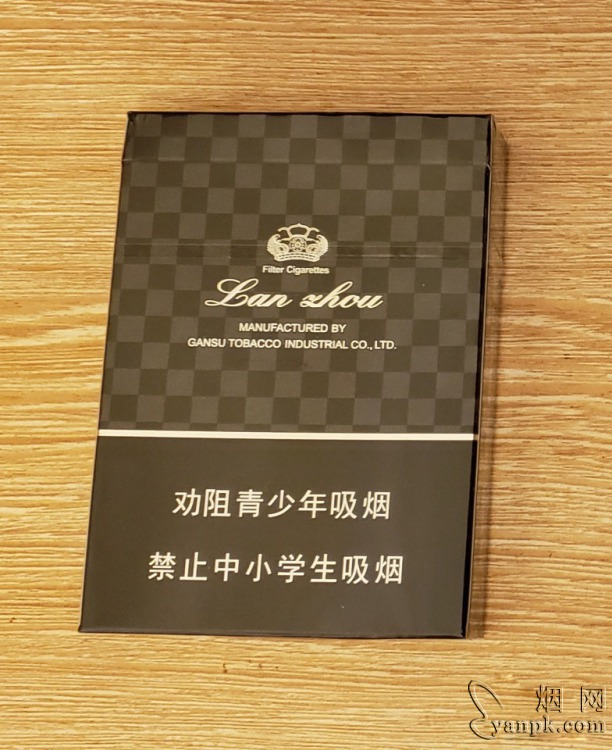 Filter Cigarettes
Lan zhou
MANUFACTURED BY
GANSU TOBACCO INDUSTRIAL CO., LTD.
劝阻青少年吸烟
禁止中小学生吸烟
烟网
yanpk.com